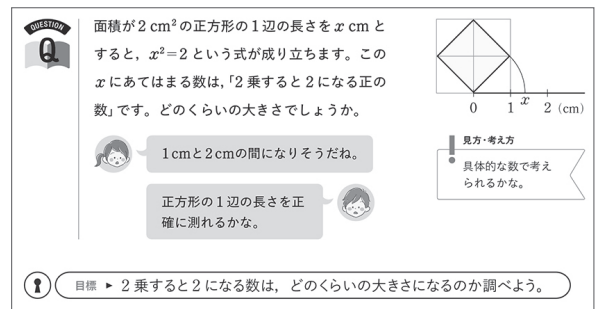 QUESTION
Q
面積が2 cm²の正方形の1辺の長さをx cmと
すると，x²＝2という式が成り立ちます。この
xにあてはまる数は，「2乗すると2になる正の
数」です。どのくらいの大きさでしょうか。
0 1 x 2 (cm)
1cmと2cmの間になりそうだね。
正方形の1辺の長さを正
確に測れるかな。
見方・考え方
具体的な数で考え
られるかな。
目標 ▶ 2乗すると2になる数は，どのくらいの大きさになるのか調べよう。